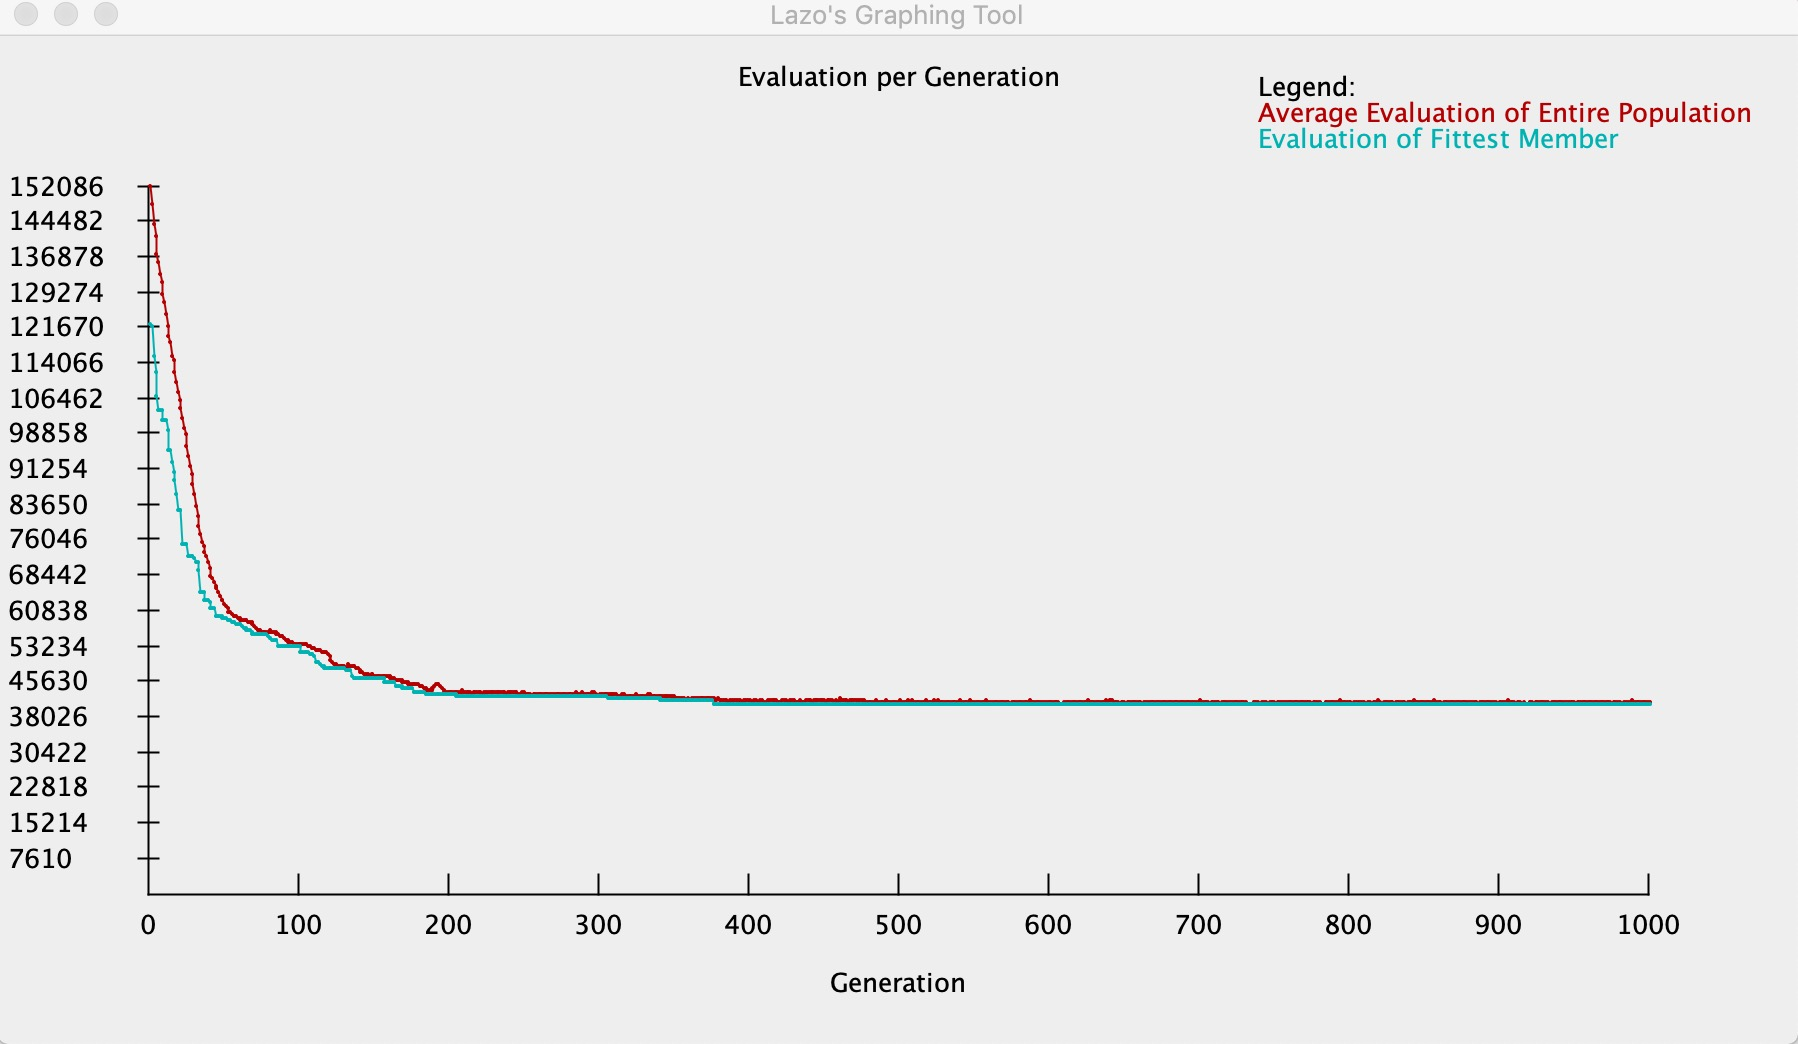 Lazo's Graphing Tool
Evaluation per Generation
Legend:
Average Evaluation of Entire Population
Evaluation of Fittest Member
152086
144482
136878
129274
121670
114066
106462
98858
91254
83650
76046
68442
60838
53234
45630
38026
30422
22818
15214
7610
0 100 200 300 400 500 600 700 800 900 1000
Generation